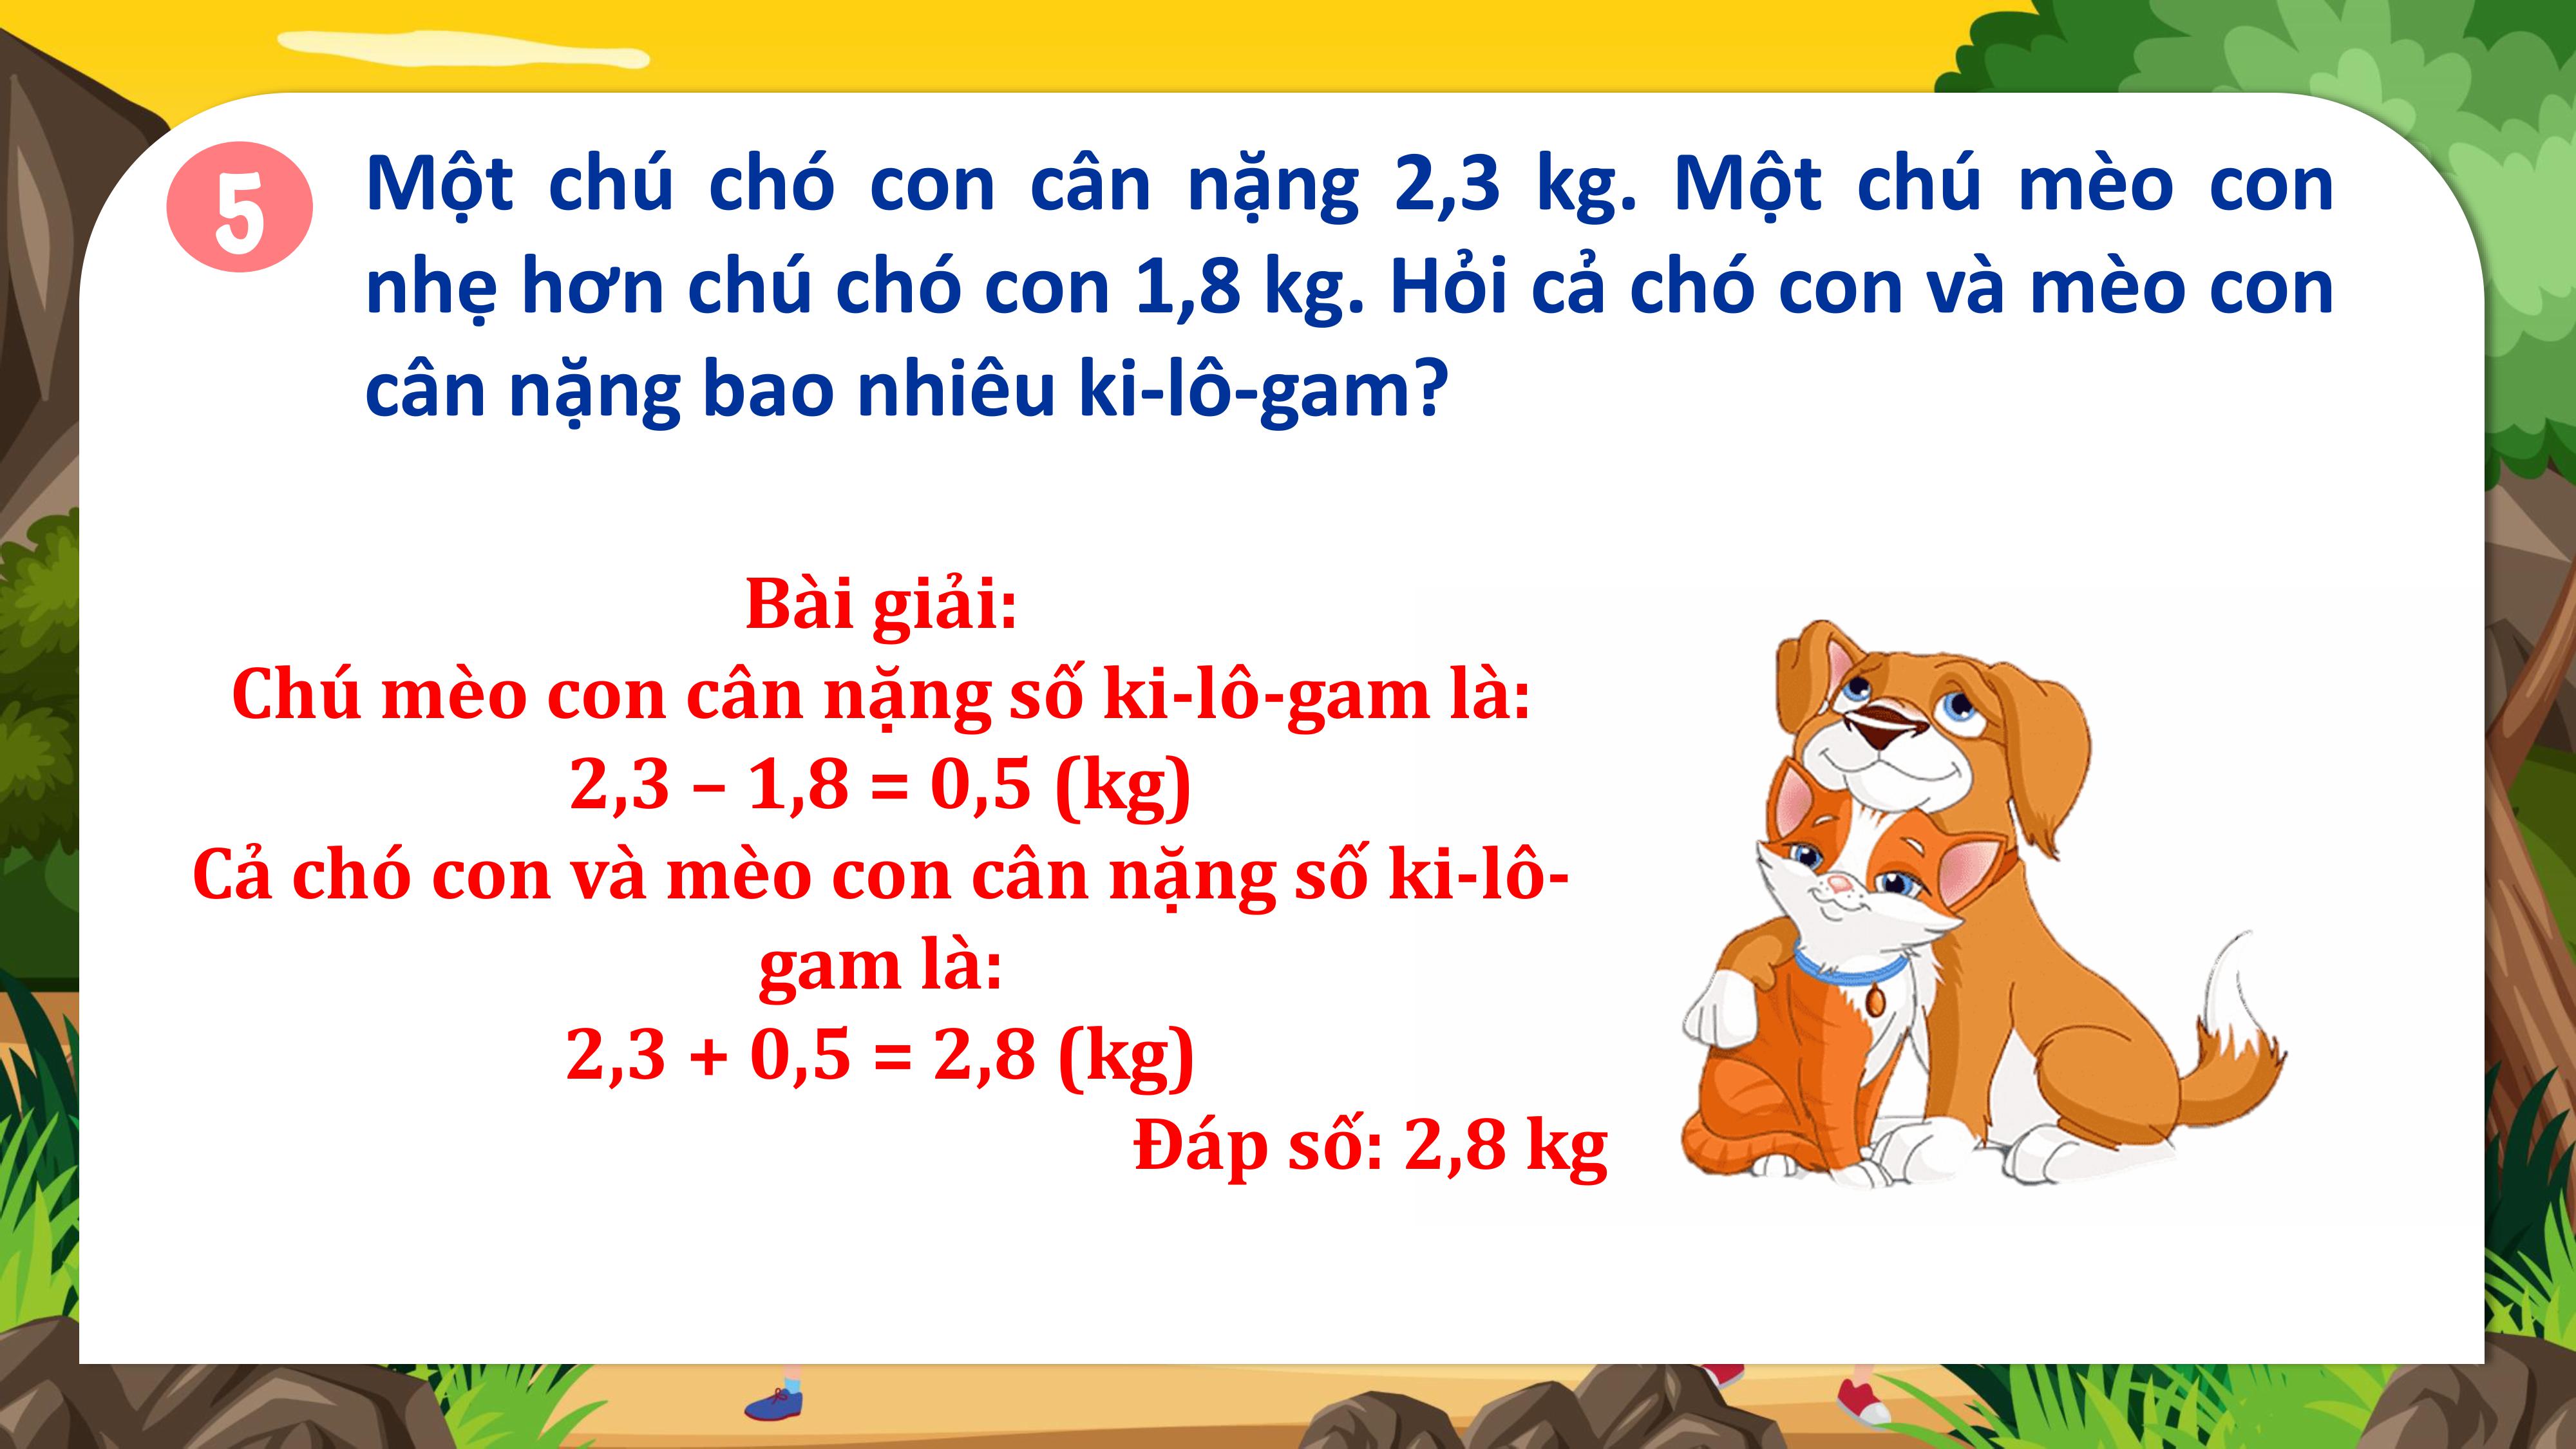 5
Một chú chó con cân nặng 2,3 kg. Một chú mèo con
nhẹ hơn chú chó con 1,8 kg. Hỏi cả chó con và mèo con
cân nặng bao nhiêu ki-lô-gam?
Bài giải:
Chú mèo con cân nặng số ki-lô-gam là:
2,3 – 1,8 = 0,5 (kg)
Cả chó con và mèo con cân nặng số ki-lô-
gam là:
2,3 + 0,5 = 2,8 (kg)
Đáp số: 2,8 kg